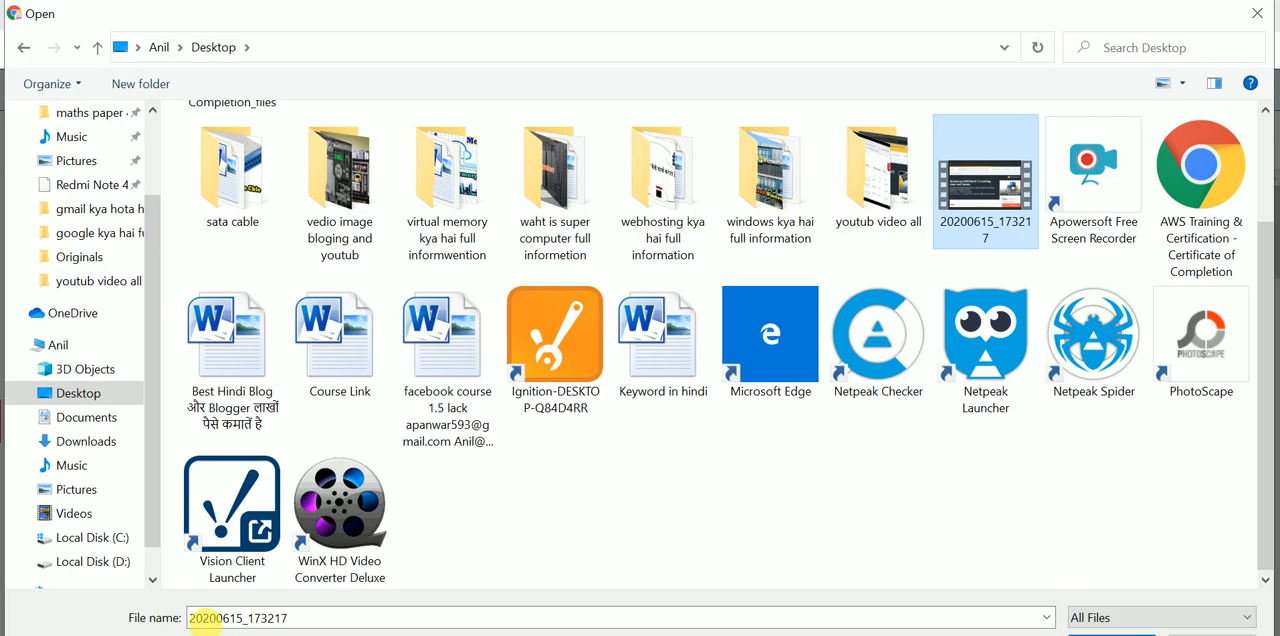 Open
Anil
Desktop
Search Desktop
Organize
New folder
Completion_files
maths paper
Music
Pictures
Redmi Note 4
gmail kya hota h
google kya hai fu
Originals
youtub video all
OneDrive
Anil
3D Objects
Desktop
Documents
Downloads
Music
Pictures
Videos
Local Disk (C:)
Local Disk (D:)
sata cable
vedio image
bloging and
youtub
virtual memory
kya hai full
informwention
waht is super
computer full
informetion
webhosting kya
hai full
information
windows kya hai
full information
youtub video all
20200615_17321
7
Apowersoft Free
Screen Recorder
AWS Training &
Certification -
Certificate of
Completion
Best Hindi Blog
और Blogger लाखों
पैसे कमातें है
Course Link
facebook course
1.5 lack
apanwar593@g
mail.com Anil@...
Ignition-DESKTO
P-Q84D4RR
Keyword in hindi
Microsoft Edge
Netpeak Checker
Netpeak
Launcher
Netpeak Spider
PHOTOSCAPE
PhotoScape
Vision Client
Launcher
WinX HD Video
Converter Deluxe
File name:
20200615_173217
All Files